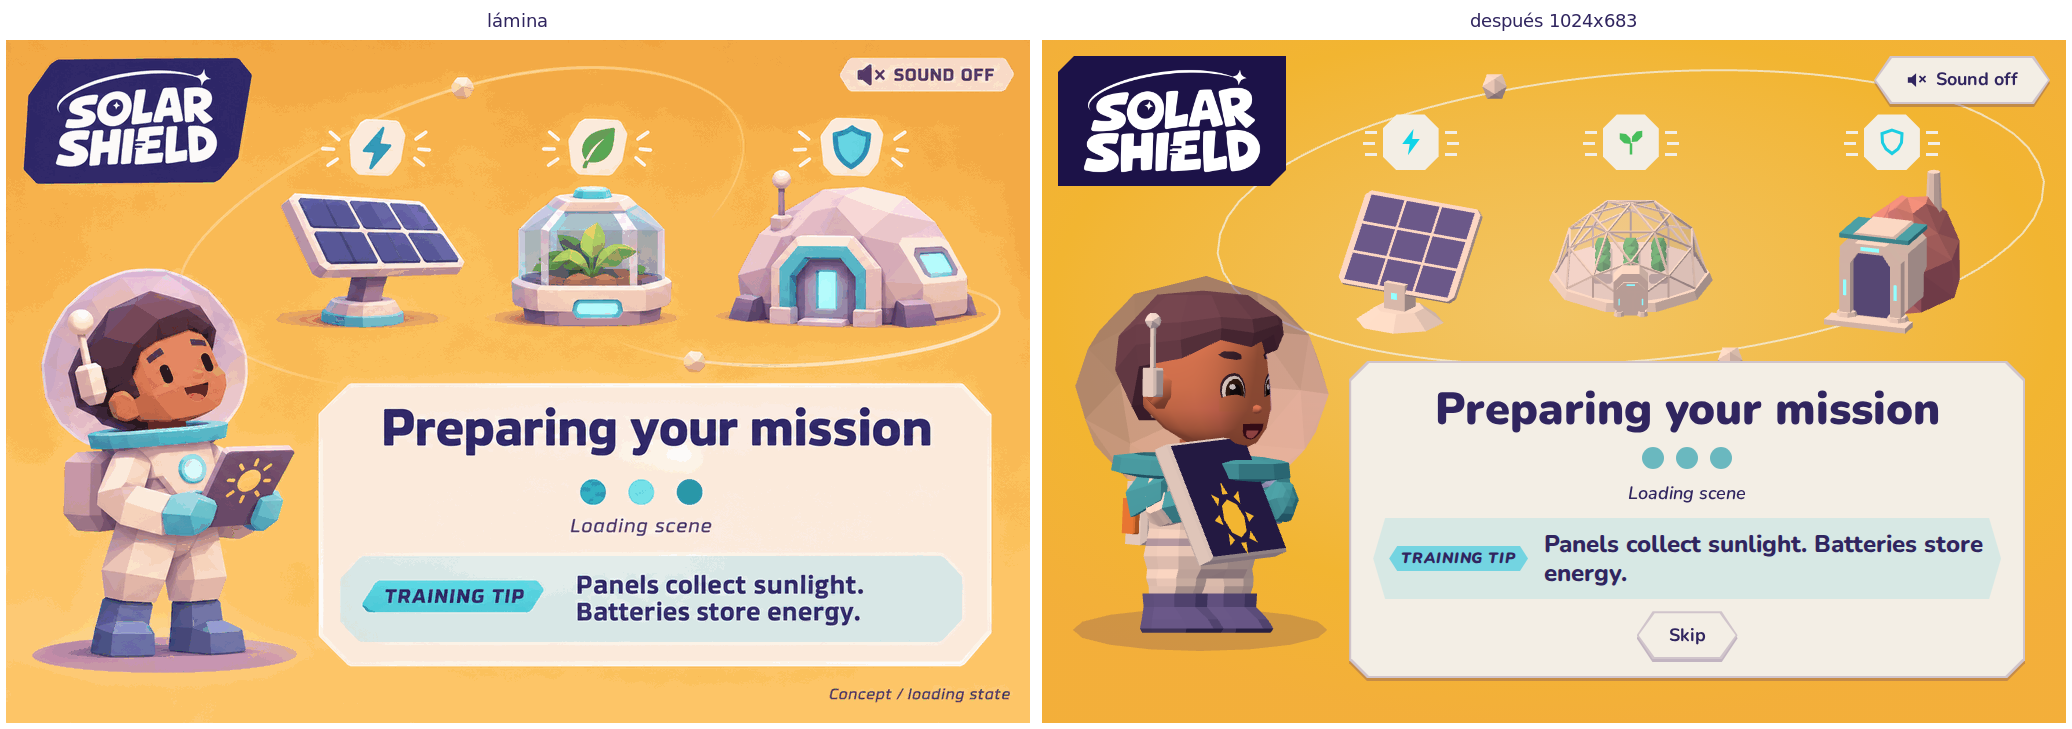 lámina
SOLAR
SHIELD
SOUND OFF
Preparing your mission
Loading scene
TRAINING TIP
Panels collect sunlight.
Batteries store energy.
Concept / loading state
después 1024x683
SOLAR
SHIELD
Sound off
Preparing your mission
Loading scene
TRAINING TIP
Panels collect sunlight. Batteries store
energy.
Skip